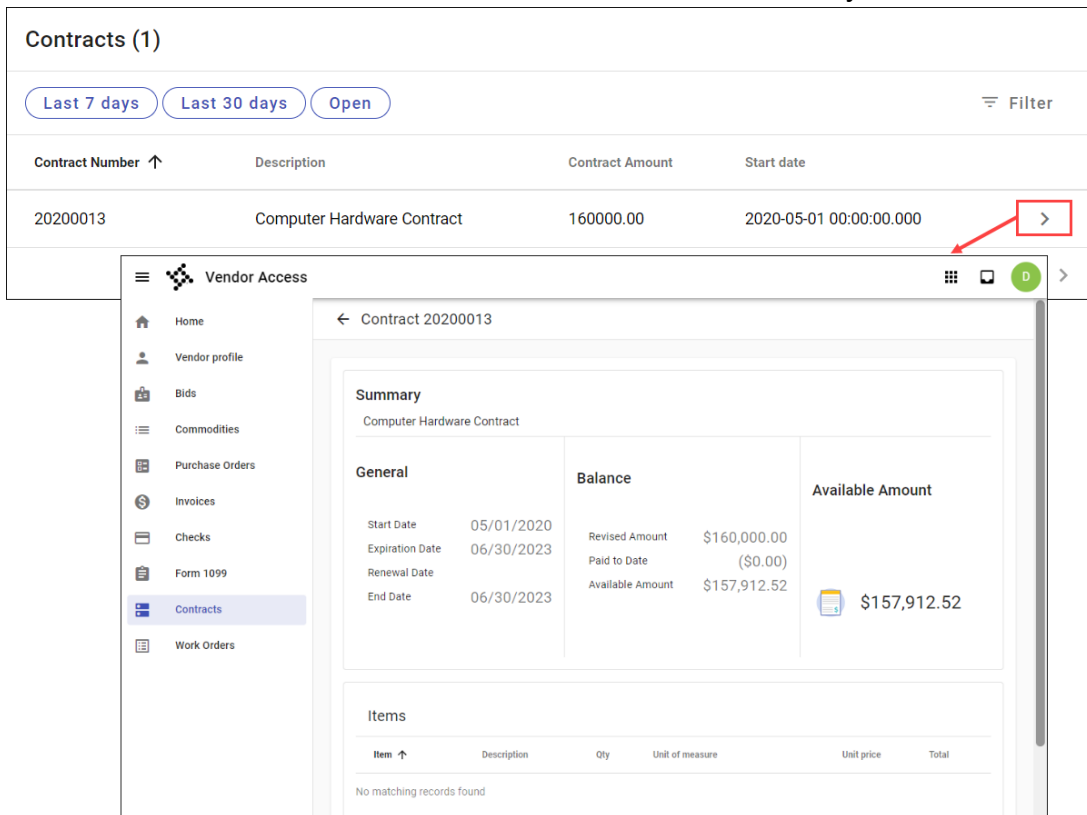 Contracts (1)
Last 7 days Last 30 days Open Filter
Contract Number Description Contract Amount Start date
20200013 Computer Hardware Contract 160000.00 2020-05-01 00:00:00.000
Vendor Access D
Home
Vendor profile
Bids
Commodities
Purchase Orders
Invoices
Checks
Form 1099
Contracts
Work Orders
Contract 20200013
Summary
Computer Hardware Contract
General
Start Date 05/01/2020
Expiration Date 06/30/2023
Renewal Date
End Date 06/30/2023
Balance
Revised Amount $160,000.00
Paid to Date ($0.00)
Available Amount $157,912.52
Available Amount
$157,912.52
Items
Item Description Qty Unit of measure Unit price Total
No matching records found